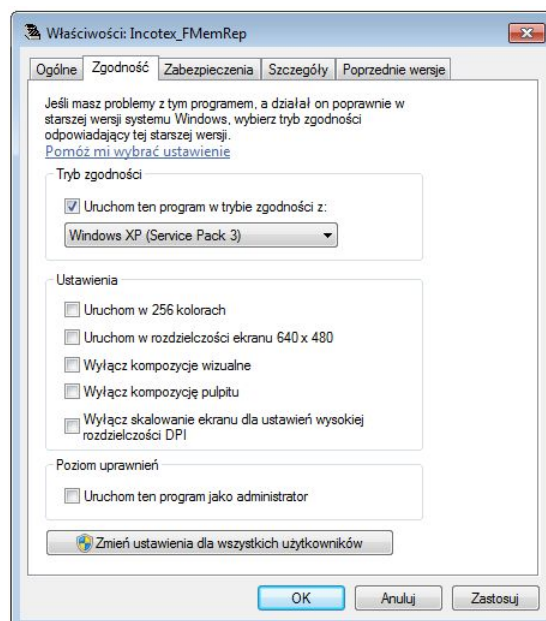 Właściwości: Incotex_FMemRep
Ogólne Zgodność Zabezpieczenia Szczegóły Poprzednie wersje
Jeśli masz problemy z tym programem, a działał on poprawnie w
starszej wersji systemu Windows, wybierz tryb zgodności
odpowiadający tej starszej wersji.
Pomóż mi wybrać ustawienie
Tryb zgodności
Uruchom ten program w trybie zgodności z:
Windows XP (Service Pack 3)
Ustawienia
Uruchom w 256 kolorach
Uruchom w rozdzielczości ekranu 640 x 480
Wyłącz kompozycje wizualne
Wyłącz kompozycję pulpitu
Wyłącz skalowanie ekranu dla ustawień wysokiej
rozdzielczości DPI
Poziom uprawnień
Uruchom ten program jako administrator
Zmień ustawienia dla wszystkich użytkowników
OK Anuluj Zastosuj